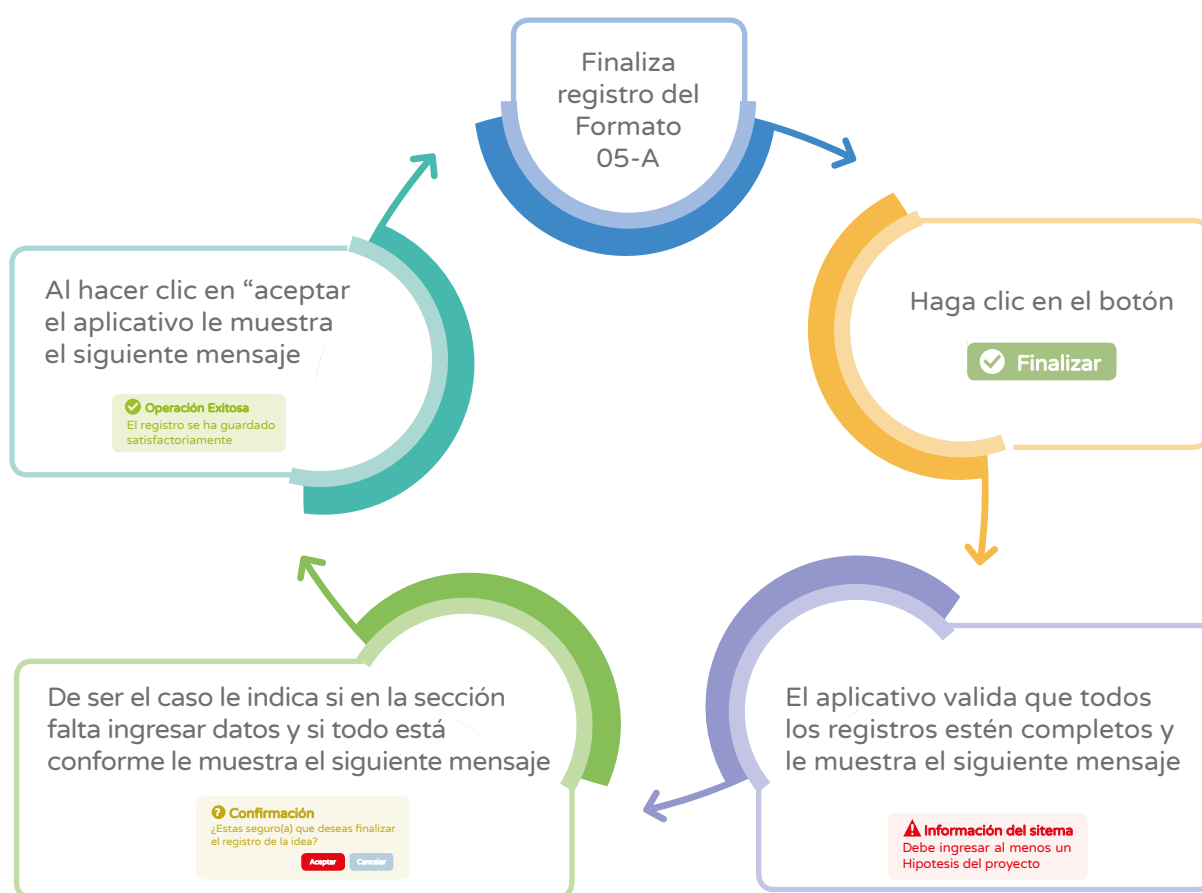 Finaliza
registro del
Formato
05-A
Haga clic en el botón
Finalizar
El aplicativo valida que todos
los registros estén completos y
le muestra el siguiente mensaje
Información del sitema
Debe ingresar al menos un
Hipotesis del proyecto
De ser el caso le indica si en la sección
falta ingresar datos y si todo está
conforme le muestra el siguiente mensaje
Confirmación
¿Estas seguro(a) que deseas finalizar
el registro de la idea?
Aceptar Cancelar
Al hacer clic en “aceptar
el aplicativo le muestra
el siguiente mensaje
Operación Exitosa
El registro se ha guardado
satisfactoriamente